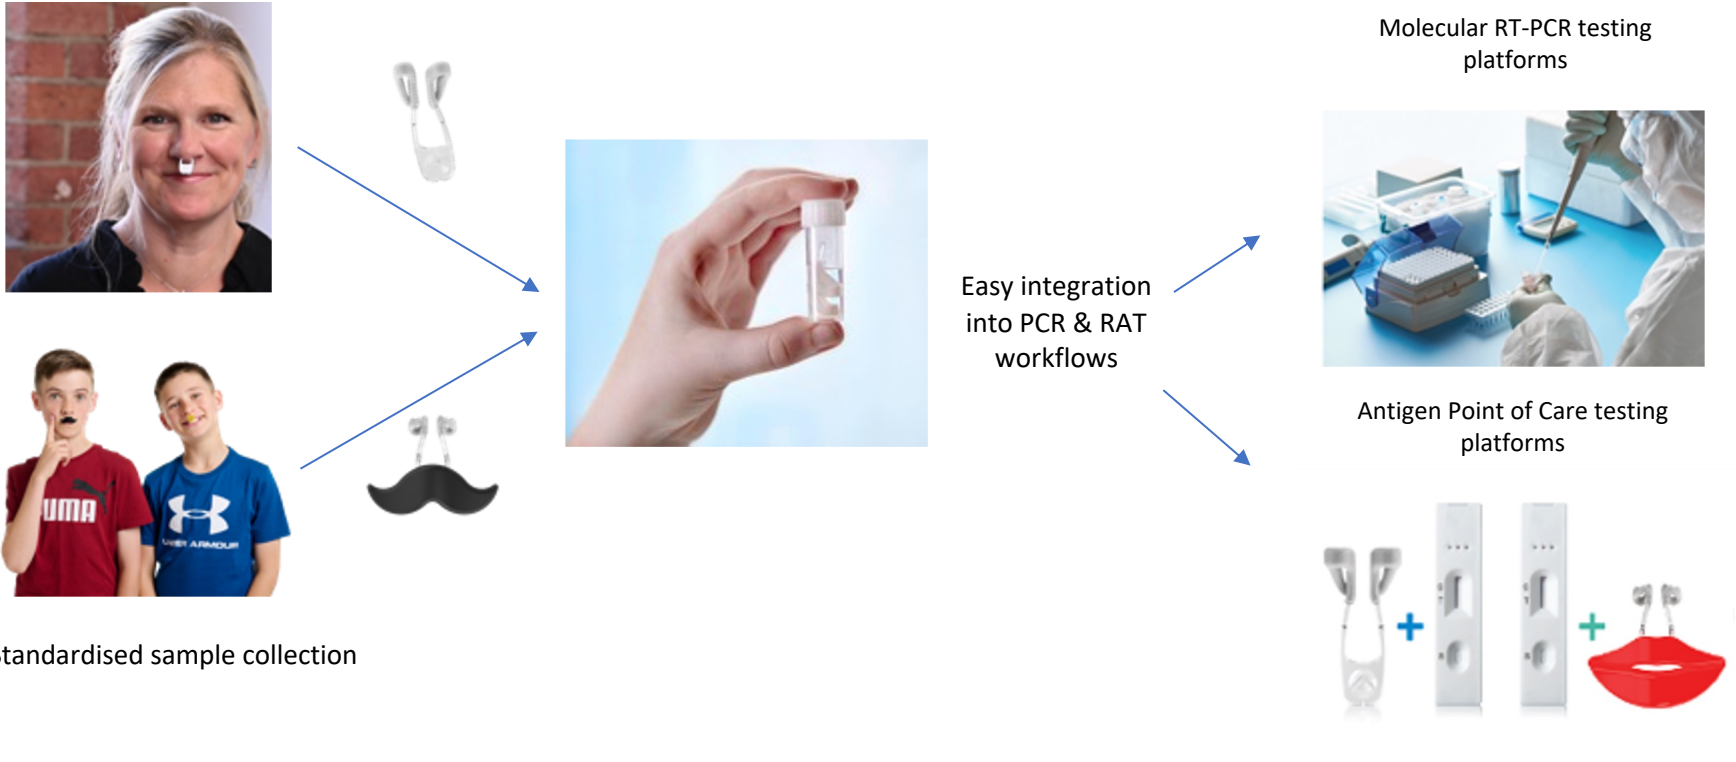 Molecular RT-PCR testing
platforms
Easy integration
into PCR & RAT
workflows
Antigen Point of Care testing
platforms
UMA
ARMOUR
tandardised sample collection